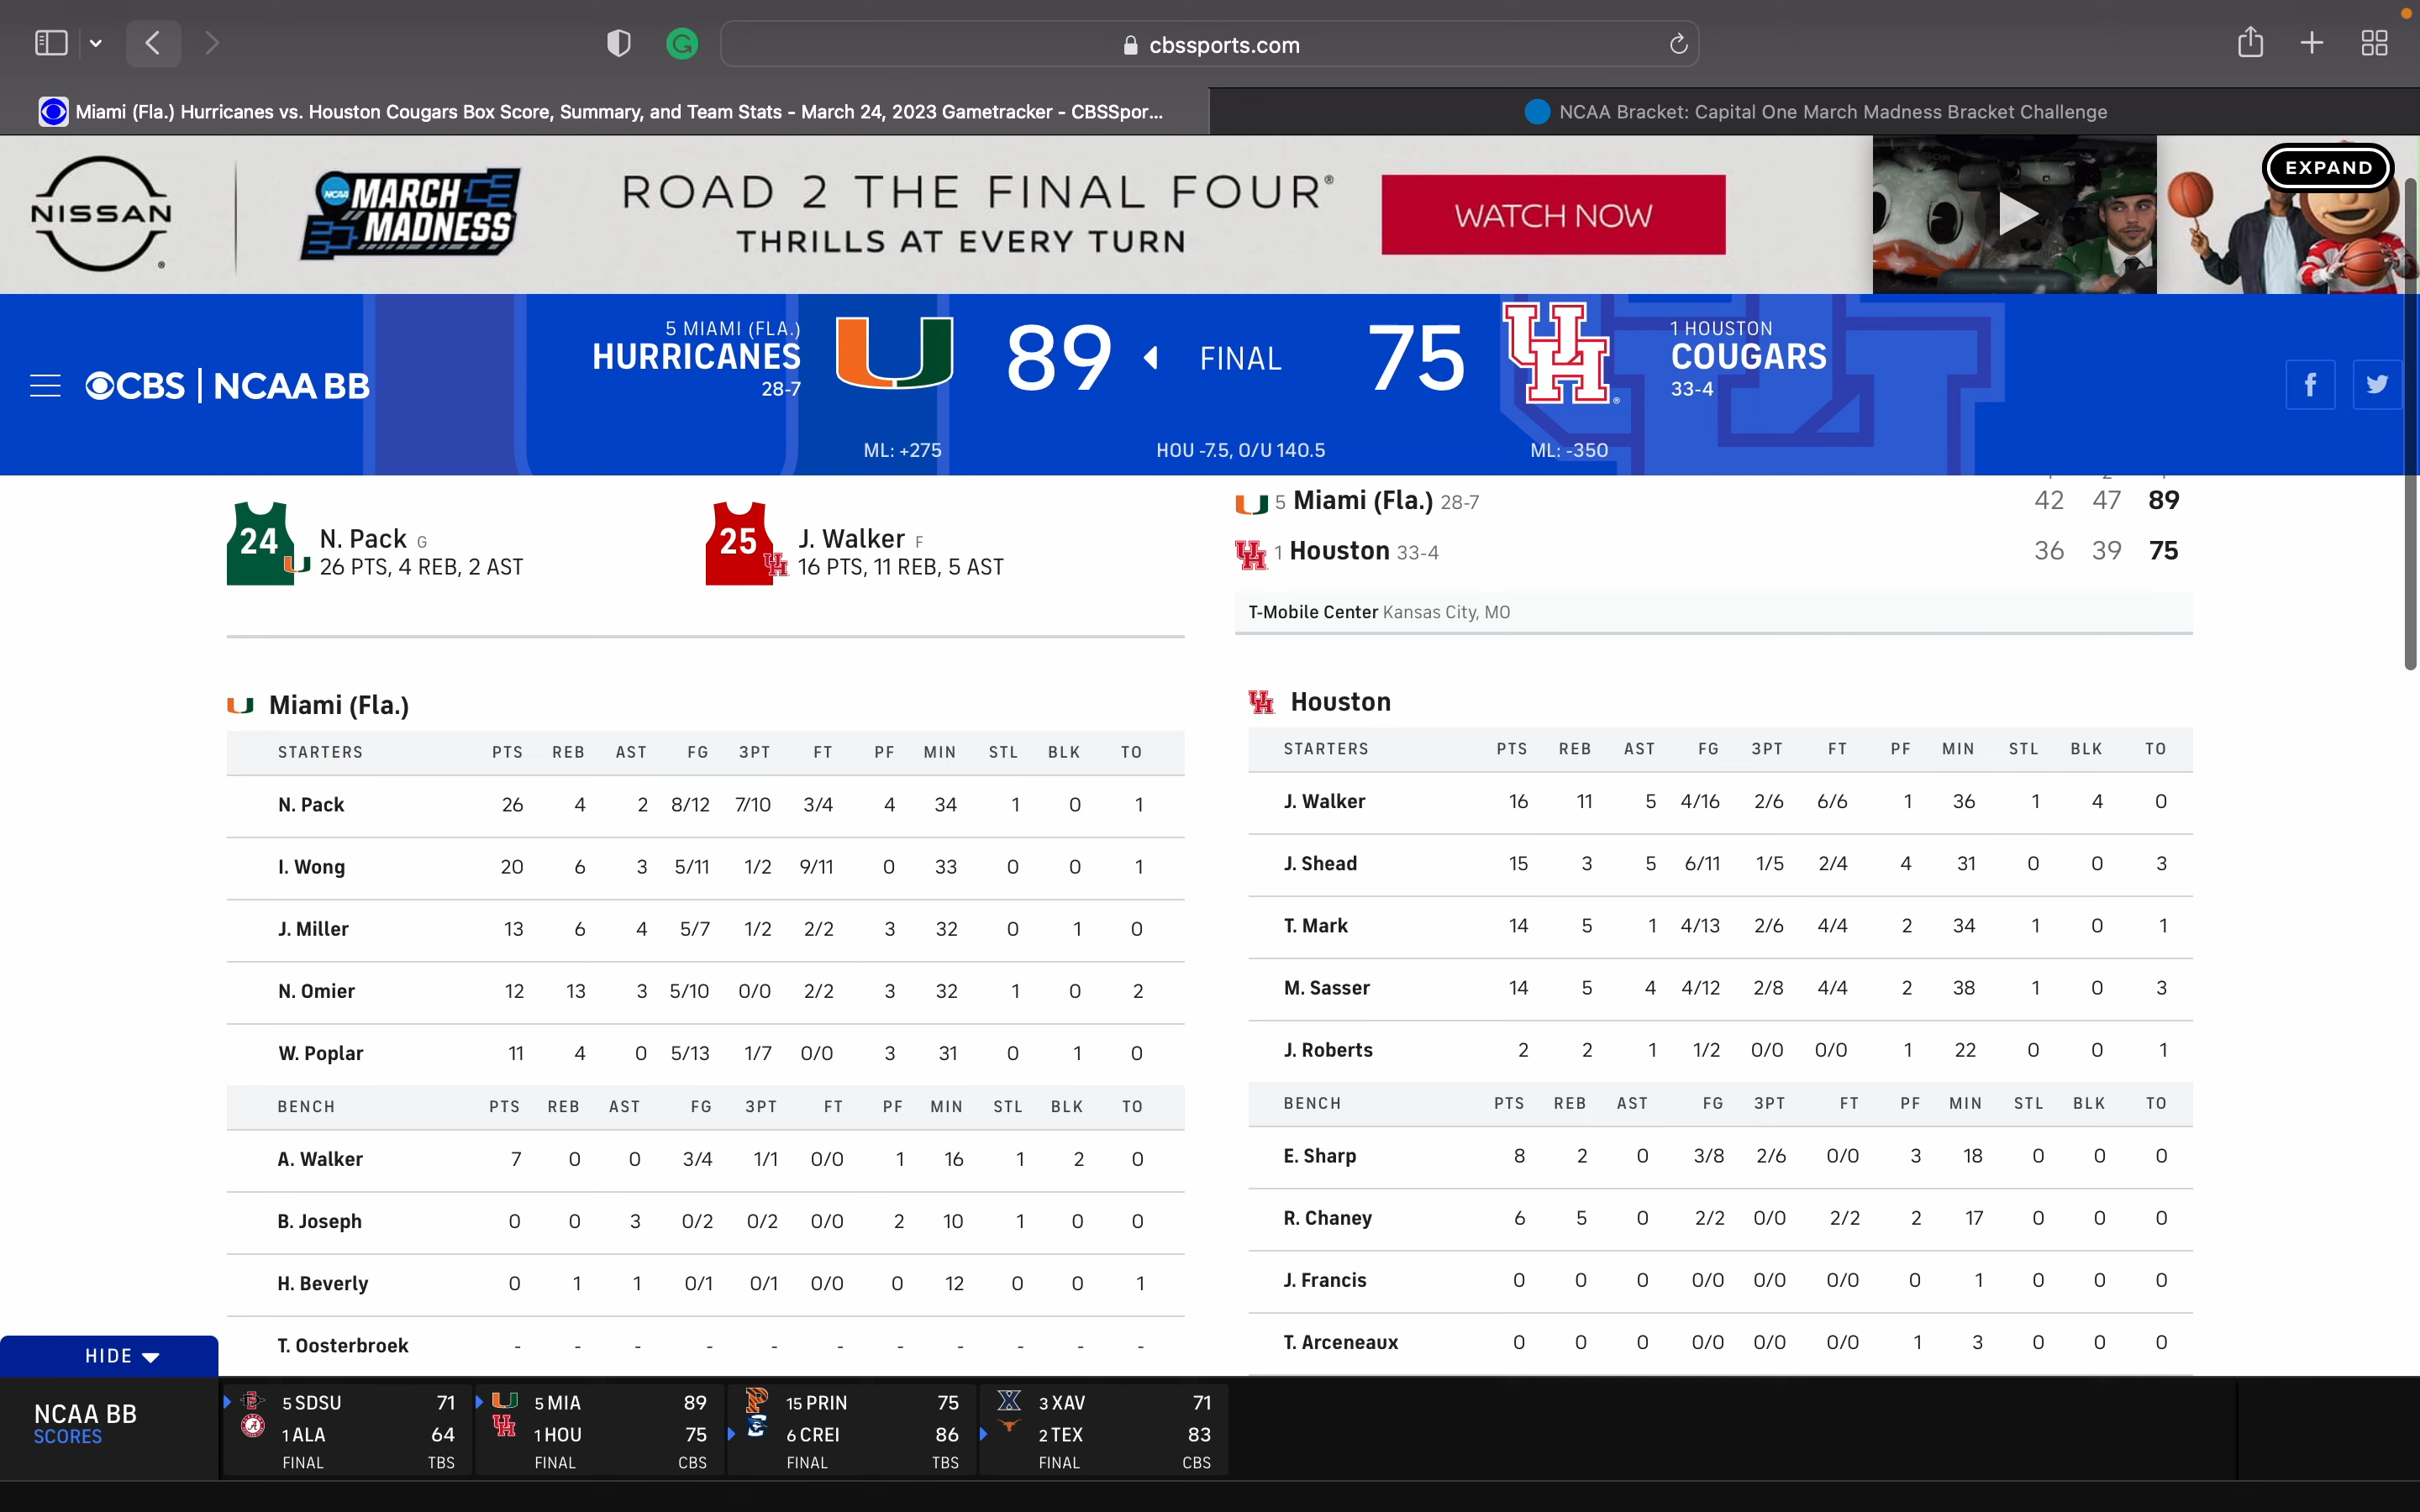 cbssports.com
Miami (Fla.) Hurricanes vs. Houston Cougars Box Score, Summary, and Team Stats - March 24, 2023 Gametracker - CBSSpor...
NCAA Bracket: Capital One March Madness Bracket Challenge
NISSAN
NCAA
MARCH
MADNESS
ROAD 2 THE FINAL FOUR®
THRILLS AT EVERY TURN
WATCH NOW
EXPAND
CBS | NCAA BB
5 MIAMI (FLA.)
HURRICANES
28-7
89 FINAL 75
1 HOUSTON
COUGARS
33-4
ML: +275 HOU -7.5, O/U 140.5 ML: -350
24
N. Pack G
26 PTS, 4 REB, 2 AST
25
J. Walker F
16 PTS, 11 REB, 5 AST
5 Miami (Fla.) 28-7 42 47 89
1 Houston 33-4 36 39 75
T-Mobile Center Kansas City, MO
Miami (Fla.)
STARTERS PTS REB AST FG 3PT FT PF MIN STL BLK TO
N. Pack 26 4 2 8/12 7/10 3/4 4 34 1 0 1
I. Wong 20 6 3 5/11 1/2 9/11 0 33 0 0 1
J. Miller 13 6 4 5/7 1/2 2/2 3 32 0 1 0
N. Omier 12 13 3 5/10 0/0 2/2 3 32 1 0 2
W. Poplar 11 4 0 5/13 1/7 0/0 3 31 0 1 0
BENCH PTS REB AST FG 3PT FT PF MIN STL BLK TO
A. Walker 7 0 0 3/4 1/1 0/0 1 16 1 2 0
B. Joseph 0 0 3 0/2 0/2 0/0 2 10 1 0 0
H. Beverly 0 1 1 0/1 0/1 0/0 0 12 0 0 1
T. Oosterbroek - - - - - - - - - - -
Houston
STARTERS PTS REB AST FG 3PT FT PF MIN STL BLK TO
J. Walker 16 11 5 4/16 2/6 6/6 1 36 1 4 0
J. Shead 15 3 5 6/11 1/5 2/4 4 31 0 0 3
T. Mark 14 5 1 4/13 2/6 4/4 2 34 1 0 1
M. Sasser 14 5 4 4/12 2/8 4/4 2 38 1 0 3
J. Roberts 2 2 1 1/2 0/0 0/0 1 22 0 0 1
BENCH PTS REB AST FG 3PT FT PF MIN STL BLK TO
E. Sharp 8 2 0 3/8 2/6 0/0 3 18 0 0 0
R. Chaney 6 5 0 2/2 0/0 2/2 2 17 0 0 0
J. Francis 0 0 0 0/0 0/0 0/0 0 1 0 0 0
T. Arceneaux 0 0 0 0/0 0/0 0/0 1 3 0 0 0
HIDE
NCAA BB
SCORES
5 SDSU 71
1 ALA 64
FINAL TBS
5 MIA 89
1 HOU 75
FINAL CBS
15 PRIN 75
6 CREI 86
FINAL TBS
3 XAV 71
2 TEX 83
FINAL CBS